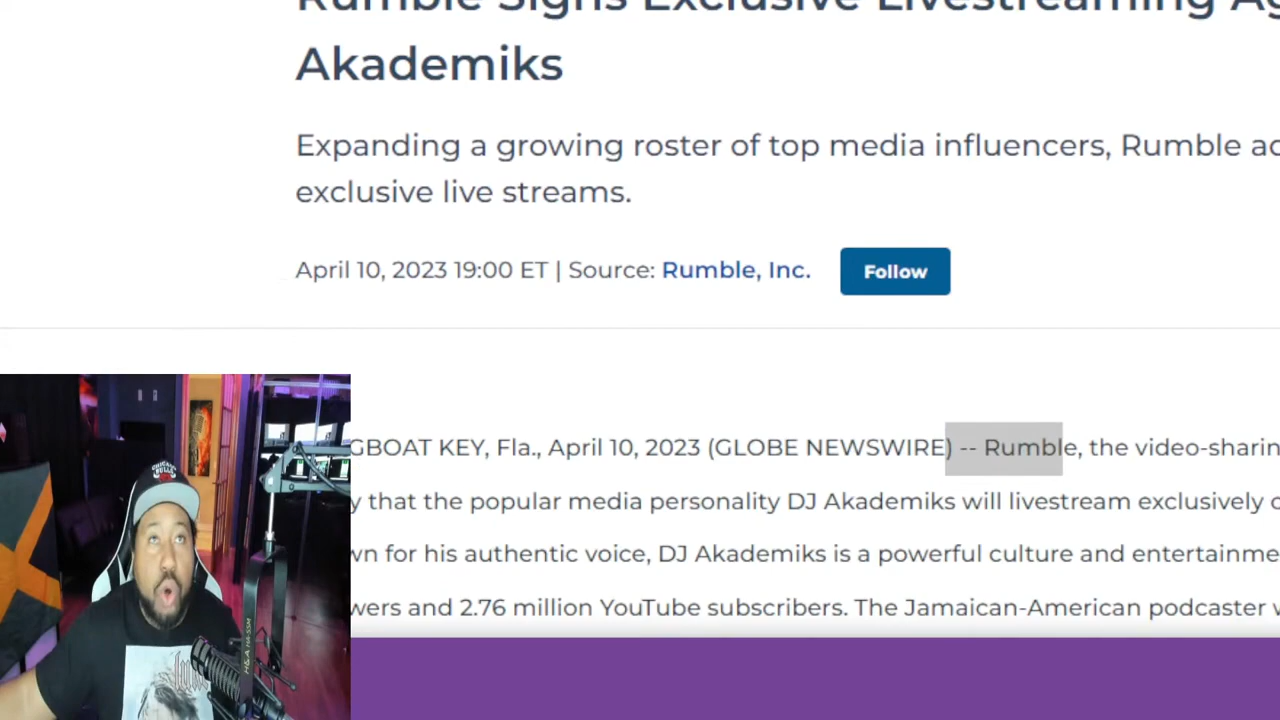 Rumble Signs Exclusive Livestreaming
Akademiks
Expanding a growing roster of top media influencers, Rumble
exclusive live streams.
April 10, 2023 19:00 ET | Source: Rumble, Inc.
Follow
GBOAT KEY, Fla., April 10, 2023 (GLOBE NEWSWIRE) -- Rumble, the video-sharin
y that the popular media personality DJ Akademiks will livestream exclusively
wn for his authentic voice, DJ Akademiks is a powerful culture and entertainme
wers and 2.76 million YouTube subscribers. The Jamaican-American podcaster
CHICAGO
BULLS